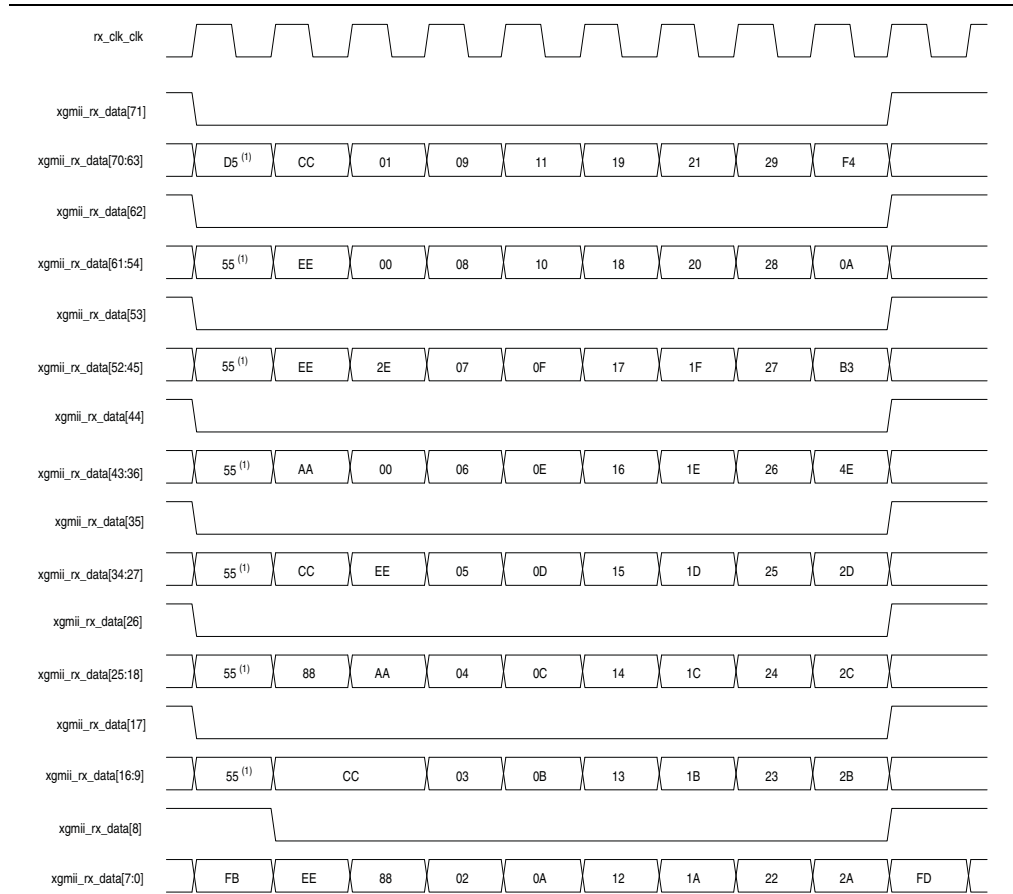 rx_clk_clk
xgmii_rx_data[71]
xgmii_rx_data[70:63] D5 (1) CC 01 09 11 19 21 29 F4
xgmii_rx_data[62]
xgmii_rx_data[61:54] 55 (1) EE 00 08 10 18 20 28 0A
xgmii_rx_data[53]
xgmii_rx_data[52:45] 55 (1) EE 2E 07 0F 17 1F 27 B3
xgmii_rx_data[44]
xgmii_rx_data[43:36] 55 (1) AA 00 06 0E 16 1E 26 4E
xgmii_rx_data[35]
xgmii_rx_data[34:27] 55 (1) CC EE 05 0D 15 1D 25 2D
xgmii_rx_data[26]
xgmii_rx_data[25:18] 55 (1) 88 AA 04 0C 14 1C 24 2C
xgmii_rx_data[17]
xgmii_rx_data[16:9] 55 (1) CC 03 0B 13 1B 23 2B
xgmii_rx_data[8]
xgmii_rx_data[7:0] FB EE 88 02 0A 12 1A 22 2A FD